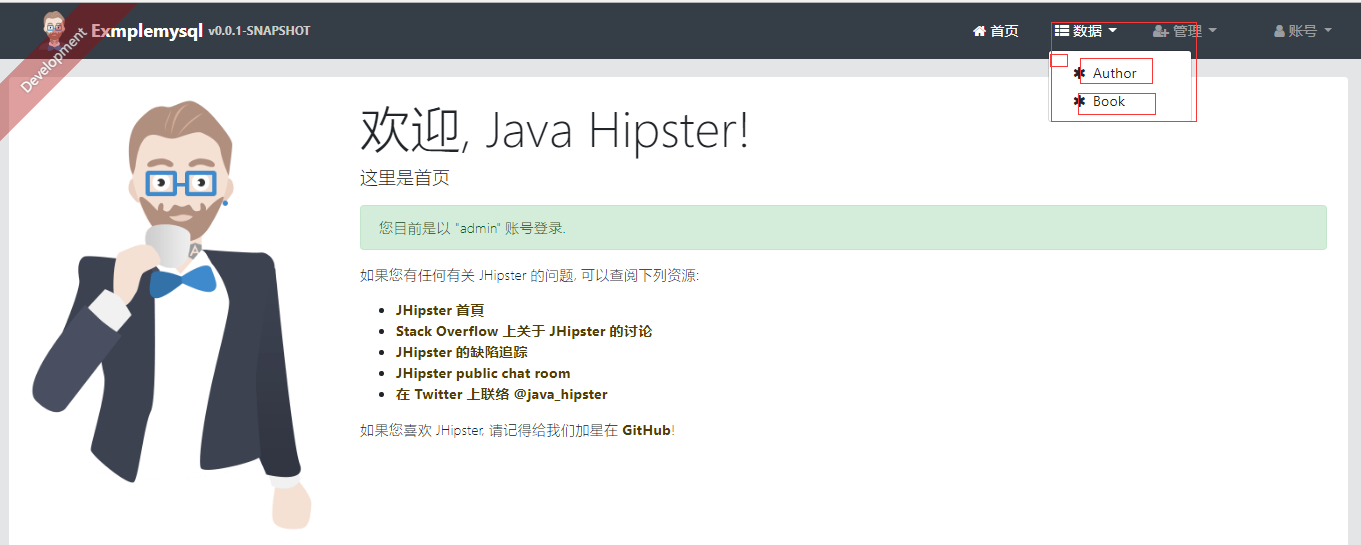 Development
Exmplemysql v0.0.1-SNAPSHOT 首页 数据 管理 账号
Author
Book
欢迎, Java Hipster!
这里是首页
您目前是以 "admin" 账号登录.
如果您有任何有关 JHipster 的问题, 可以查阅下列资源:
JHipster 首頁
Stack Overflow 上关于 JHipster 的讨论
JHipster 的缺陷追踪
JHipster public chat room
在 Twitter 上联络 @java_hipster
如果您喜欢 JHipster, 请记得给我们加星在 GitHub!
A